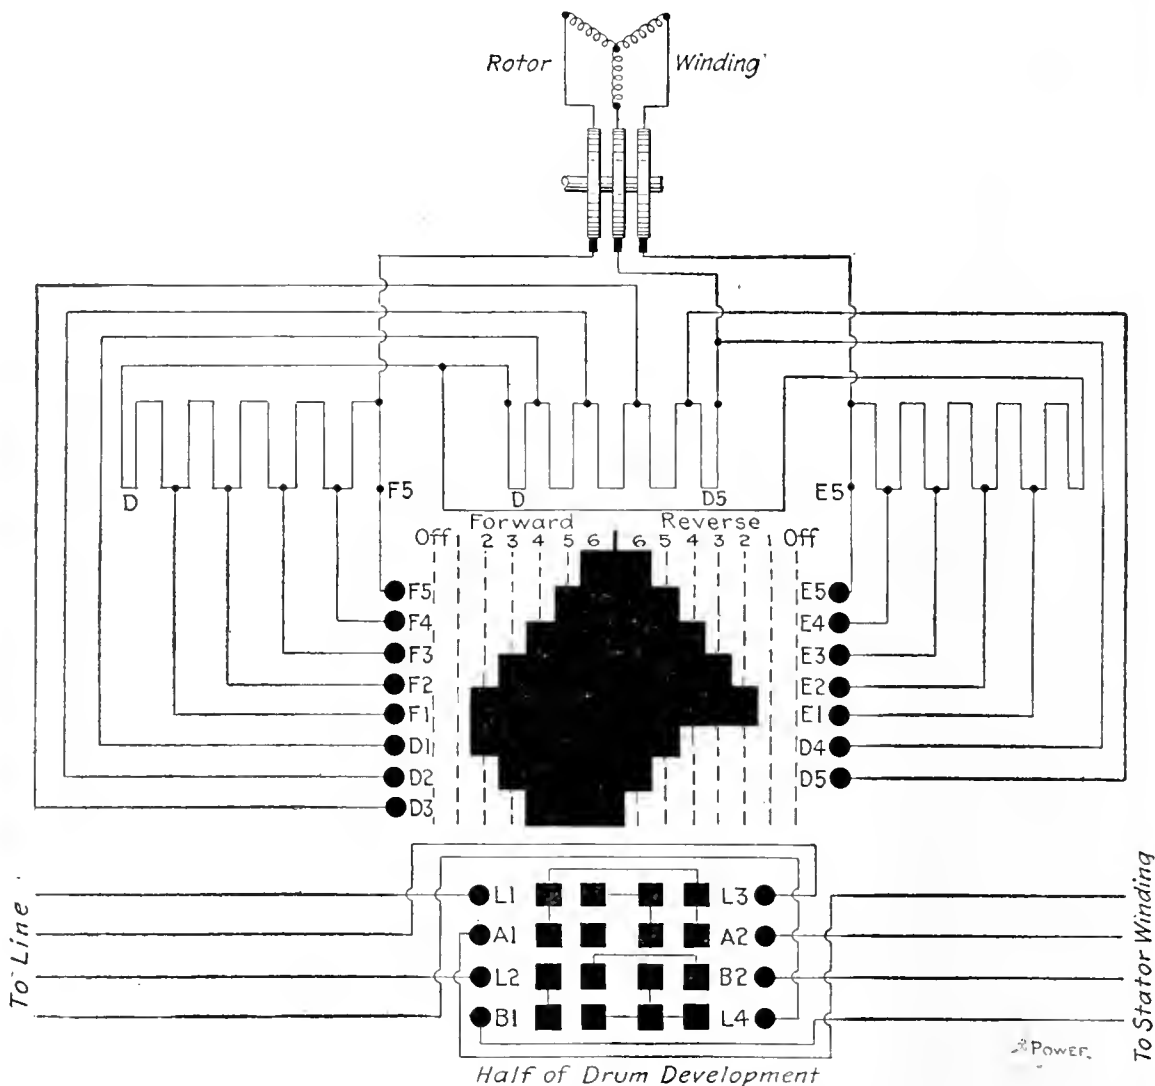 Rotor Winding
D F5 D D5 E5
Forward Reverse
Off 1 2 3 4 5 6 6 5 4 3 2 1 Off
F5 E5
F4 E4
F3 E3
F2 E2
F1 E1
D1 D4
D2 D5
D3
L1 L3
A1 A2
L2 B2
B1 L4
To Line
To Stator Winding
POWER
Half of Drum Development